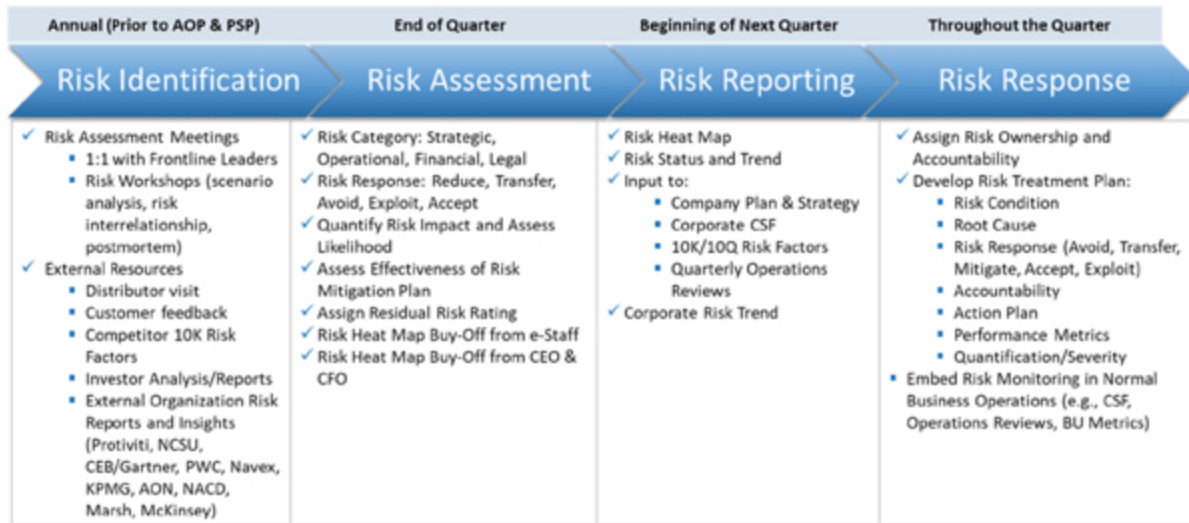 Annual (Prior to AOP & PSP)
End of Quarter
Beginning of Next Quarter
Throughout the Quarter
Risk Identification
Risk Assessment
Risk Reporting
Risk Response
✓ Risk Assessment Meetings
▪ 1:1 with Frontline Leaders
▪ Risk Workshops (scenario
analysis, risk
interrelationship,
postmortem)
✓ External Resources
▪ Distributor visit
▪ Customer feedback
▪ Competitor 10K Risk
Factors
▪ Investor Analysis/Reports
▪ External Organization Risk
Reports and Insights
(Protiviti, NCSU,
CEB/Gartner, PWC, Navex,
KPMG, AON, NACD,
Marsh, McKinsey)
✓ Risk Category: Strategic,
Operational, Financial, Legal
✓ Risk Response: Reduce, Transfer,
Avoid, Exploit, Accept
✓ Quantify Risk Impact and Assess
Likelihood
✓ Assess Effectiveness of Risk
Mitigation Plan
✓ Assign Residual Risk Rating
✓ Risk Heat Map Buy-Off from e-Staff
✓ Risk Heat Map Buy-Off from CEO &
CFO
✓ Risk Heat Map
✓ Risk Status and Trend
✓ Input to:
▪ Company Plan & Strategy
▪ Corporate CSF
▪ 10K/10Q Risk Factors
▪ Quarterly Operations
Reviews
✓ Corporate Risk Trend
✓ Assign Risk Ownership and
Accountability
✓ Develop Risk Treatment Plan:
▪ Risk Condition
▪ Root Cause
▪ Risk Response (Avoid, Transfer,
Mitigate, Accept, Exploit)
▪ Accountability
▪ Action Plan
▪ Performance Metrics
▪ Quantification/Severity
▪ Embed Risk Monitoring in Normal
Business Operations (e.g., CSF,
Operations Reviews, BU Metrics)